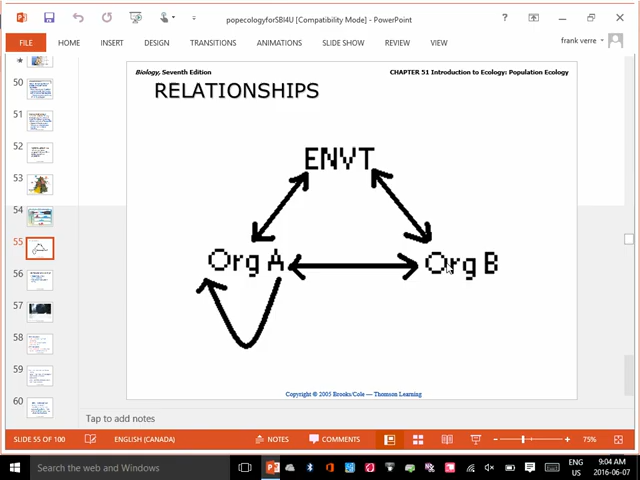 popecologyforSBI4U [Compatibility Mode] - PowerPoint
FILE
HOME
INSERT
DESIGN
TRANSITIONS
ANIMATIONS
SLIDE SHOW
REVIEW
VIEW
frank verre
50
51
52
53
54
55
56
57
58
59
60
Biology, Seventh Edition
CHAPTER 51 Introduction to Ecology: Population Ecology
RELATIONSHIPS
ENVT
Org A
Org B
Copyright © 2005 Brooks/Cole — Thomson Learning
Tap to add notes
SLIDE 55 OF 100
ENGLISH (CANADA)
NOTES
COMMENTS
75%
Search the web and Windows
ENG
US
9:04 AM
2016-06-07